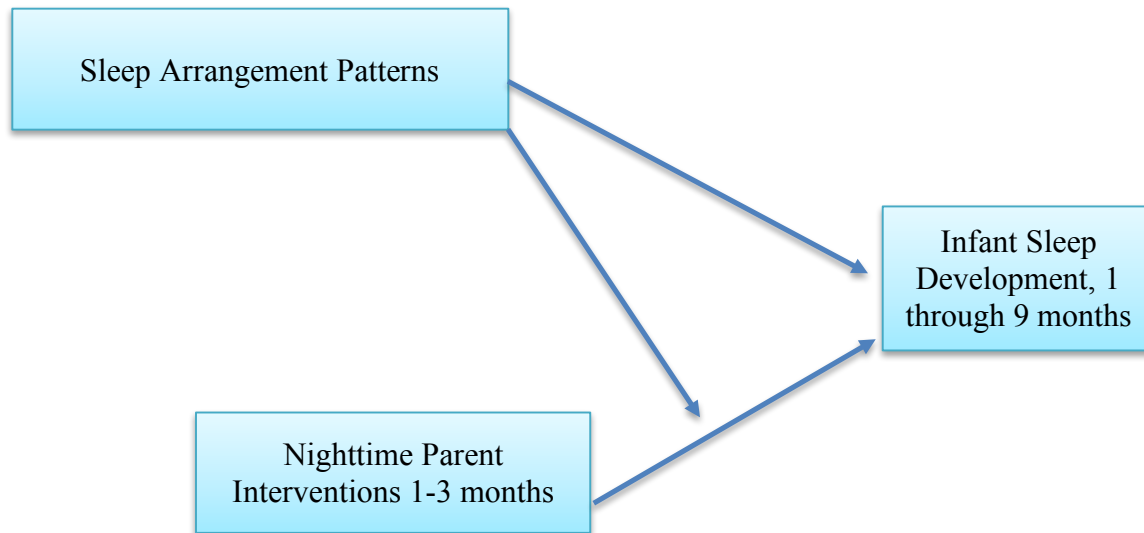 Sleep Arrangement Patterns
Infant Sleep
Development, 1
through 9 months
Nighttime Parent
Interventions 1-3 months